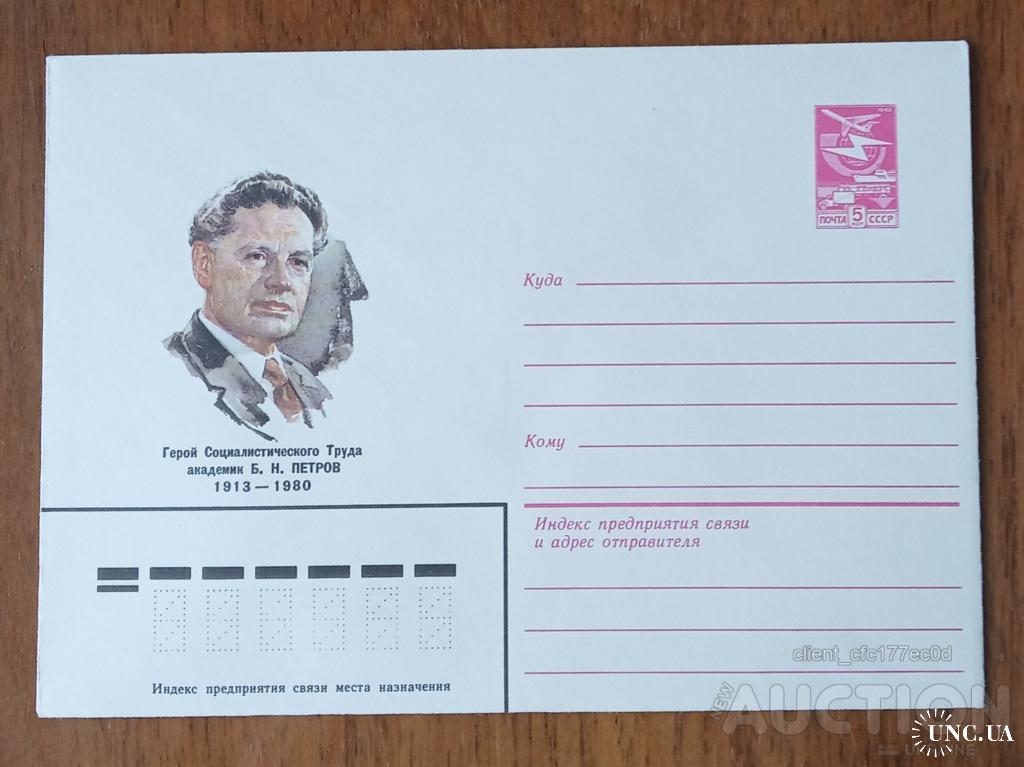 1982
ПОЧТА 5 КОП СССР
Герой Социалистического Труда
академик Б. Н. ПЕТРОВ
1913 — 1980
Куда
Кому
Индекс предприятия связи
и адрес отправителя
Индекс предприятия связи места назначения
client_cfc177ec0d
NEW AUCTION
UNC.UA